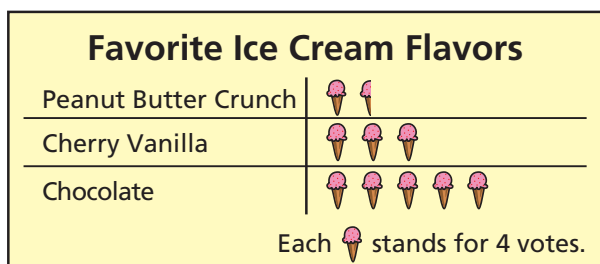 Favorite Ice Cream Flavors
Peanut Butter Crunch
Cherry Vanilla
Chocolate
Each stands for 4 votes.